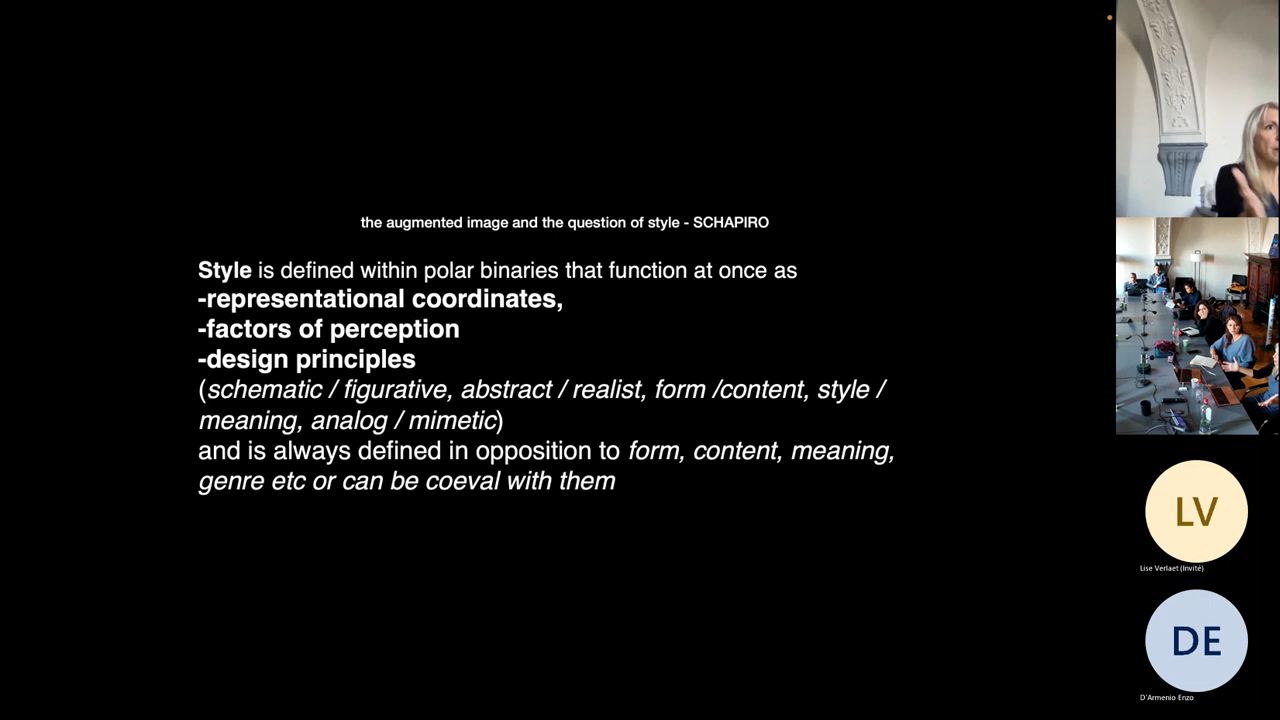 the augmented image and the question of style - SCHAPIRO
Style is defined within polar binaries that function at once as
-representational coordinates,
-factors of perception
-design principles
(schematic / figurative, abstract / realist, form /content, style /
meaning, analog / mimetic)
and is always defined in opposition to form, content, meaning,
genre etc or can be coeval with them
LV
Lise Verlaet (Invité)
DE
D'Armenio Enzo